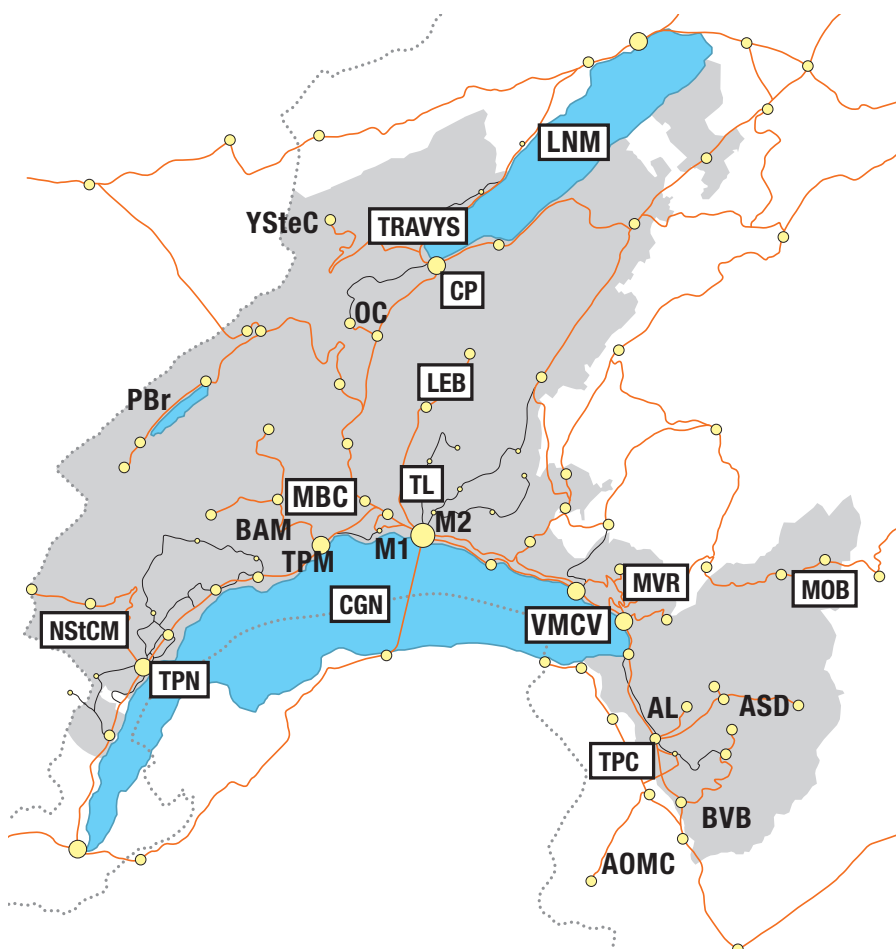 LNM
YSteC
TRAVYS
CP
OC
LEB
PBr
TL
MBC
M2
BAM
M1
TPM
MVR
MOB
CGN
NStCM
VMCV
TPN
AL
ASD
TPC
BVB
AOMC